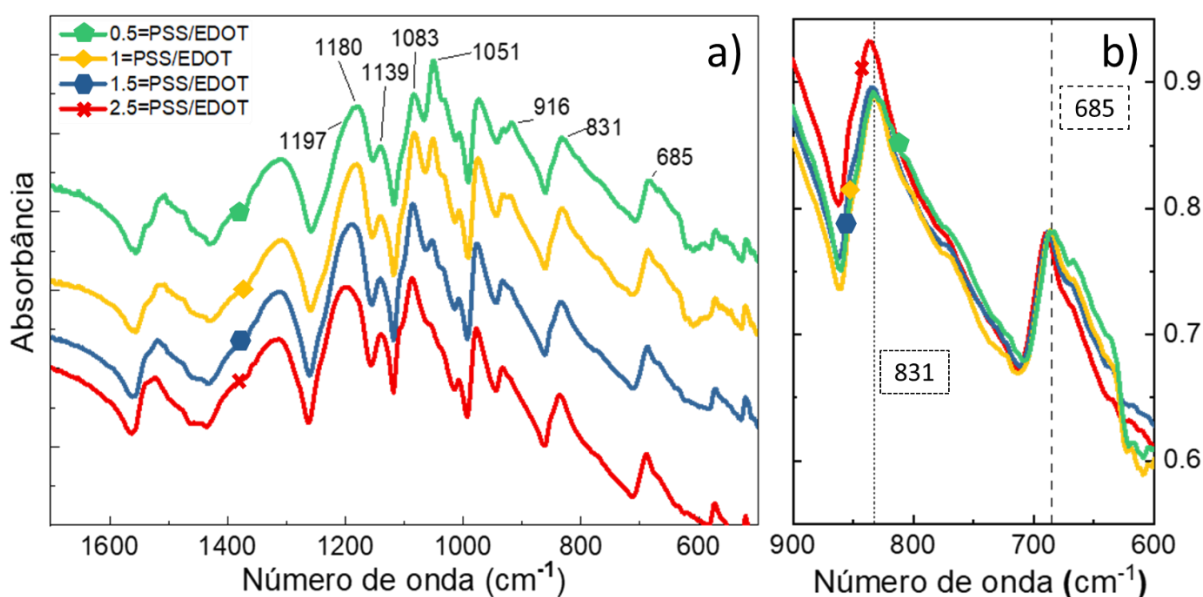 0.5=PSS/EDOT
1=PSS/EDOT
1.5=PSS/EDOT
2.5=PSS/EDOT
a)
1197
1180
1139
1083
1051
916
831
685
Absorbância
1600
1400
1200
1000
800
600
Número de onda (cm⁻¹)
b)
685
831
0.9
0.8
0.7
0.6
900
800
700
600
Número de onda (cm⁻¹)